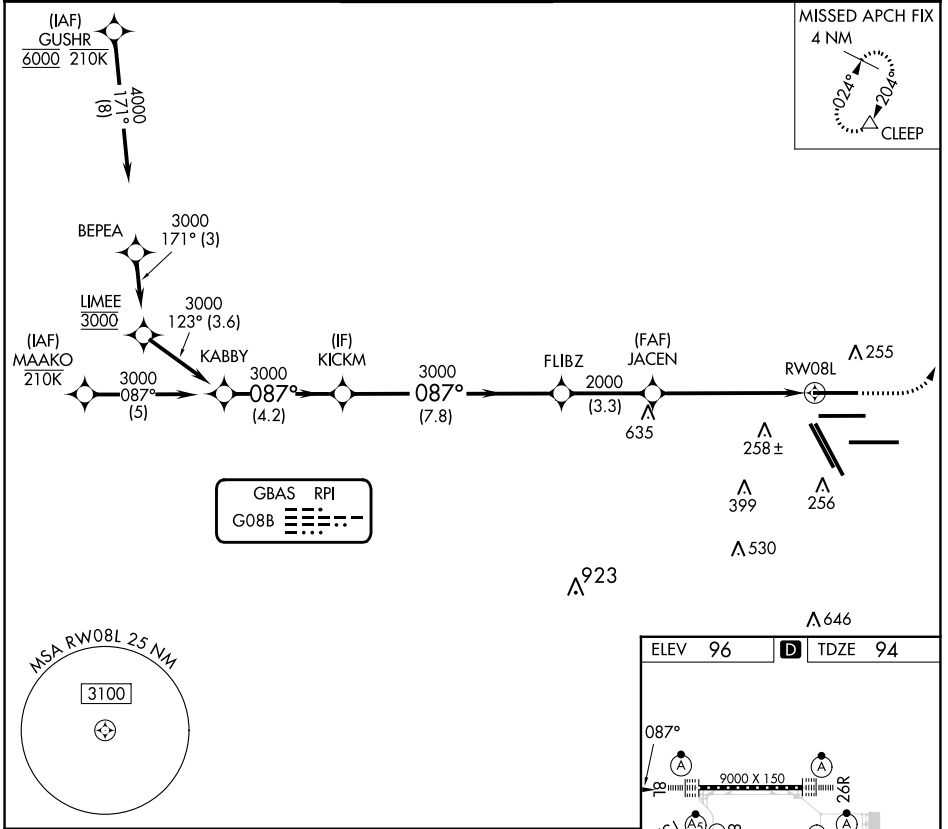 (IAF)
GUSHR
6000 210K
4000
171°
(8)
MISSED APCH FIX
4 NM
024°
204°
CLEEP
BEPEA
3000
171° (3)
LIMEE
3000
3000
123° (3.6)
(IAF)
MAAKO
210K
3000
087°
(5)
KABBY
3000
087°
(4.2)
(IF)
KICKM
3000
087°
(7.8)
FLIBZ
2000
(3.3)
(FAF)
JACEN
635
RW08L
255
258 ±
399
256
530
923
646
GBAS RPI
G08B
MSA RW08L 25 NM
3100
ELEV 96 D TDZE 94
087°
A
A
9000 X 150
8L
26R
A5
A